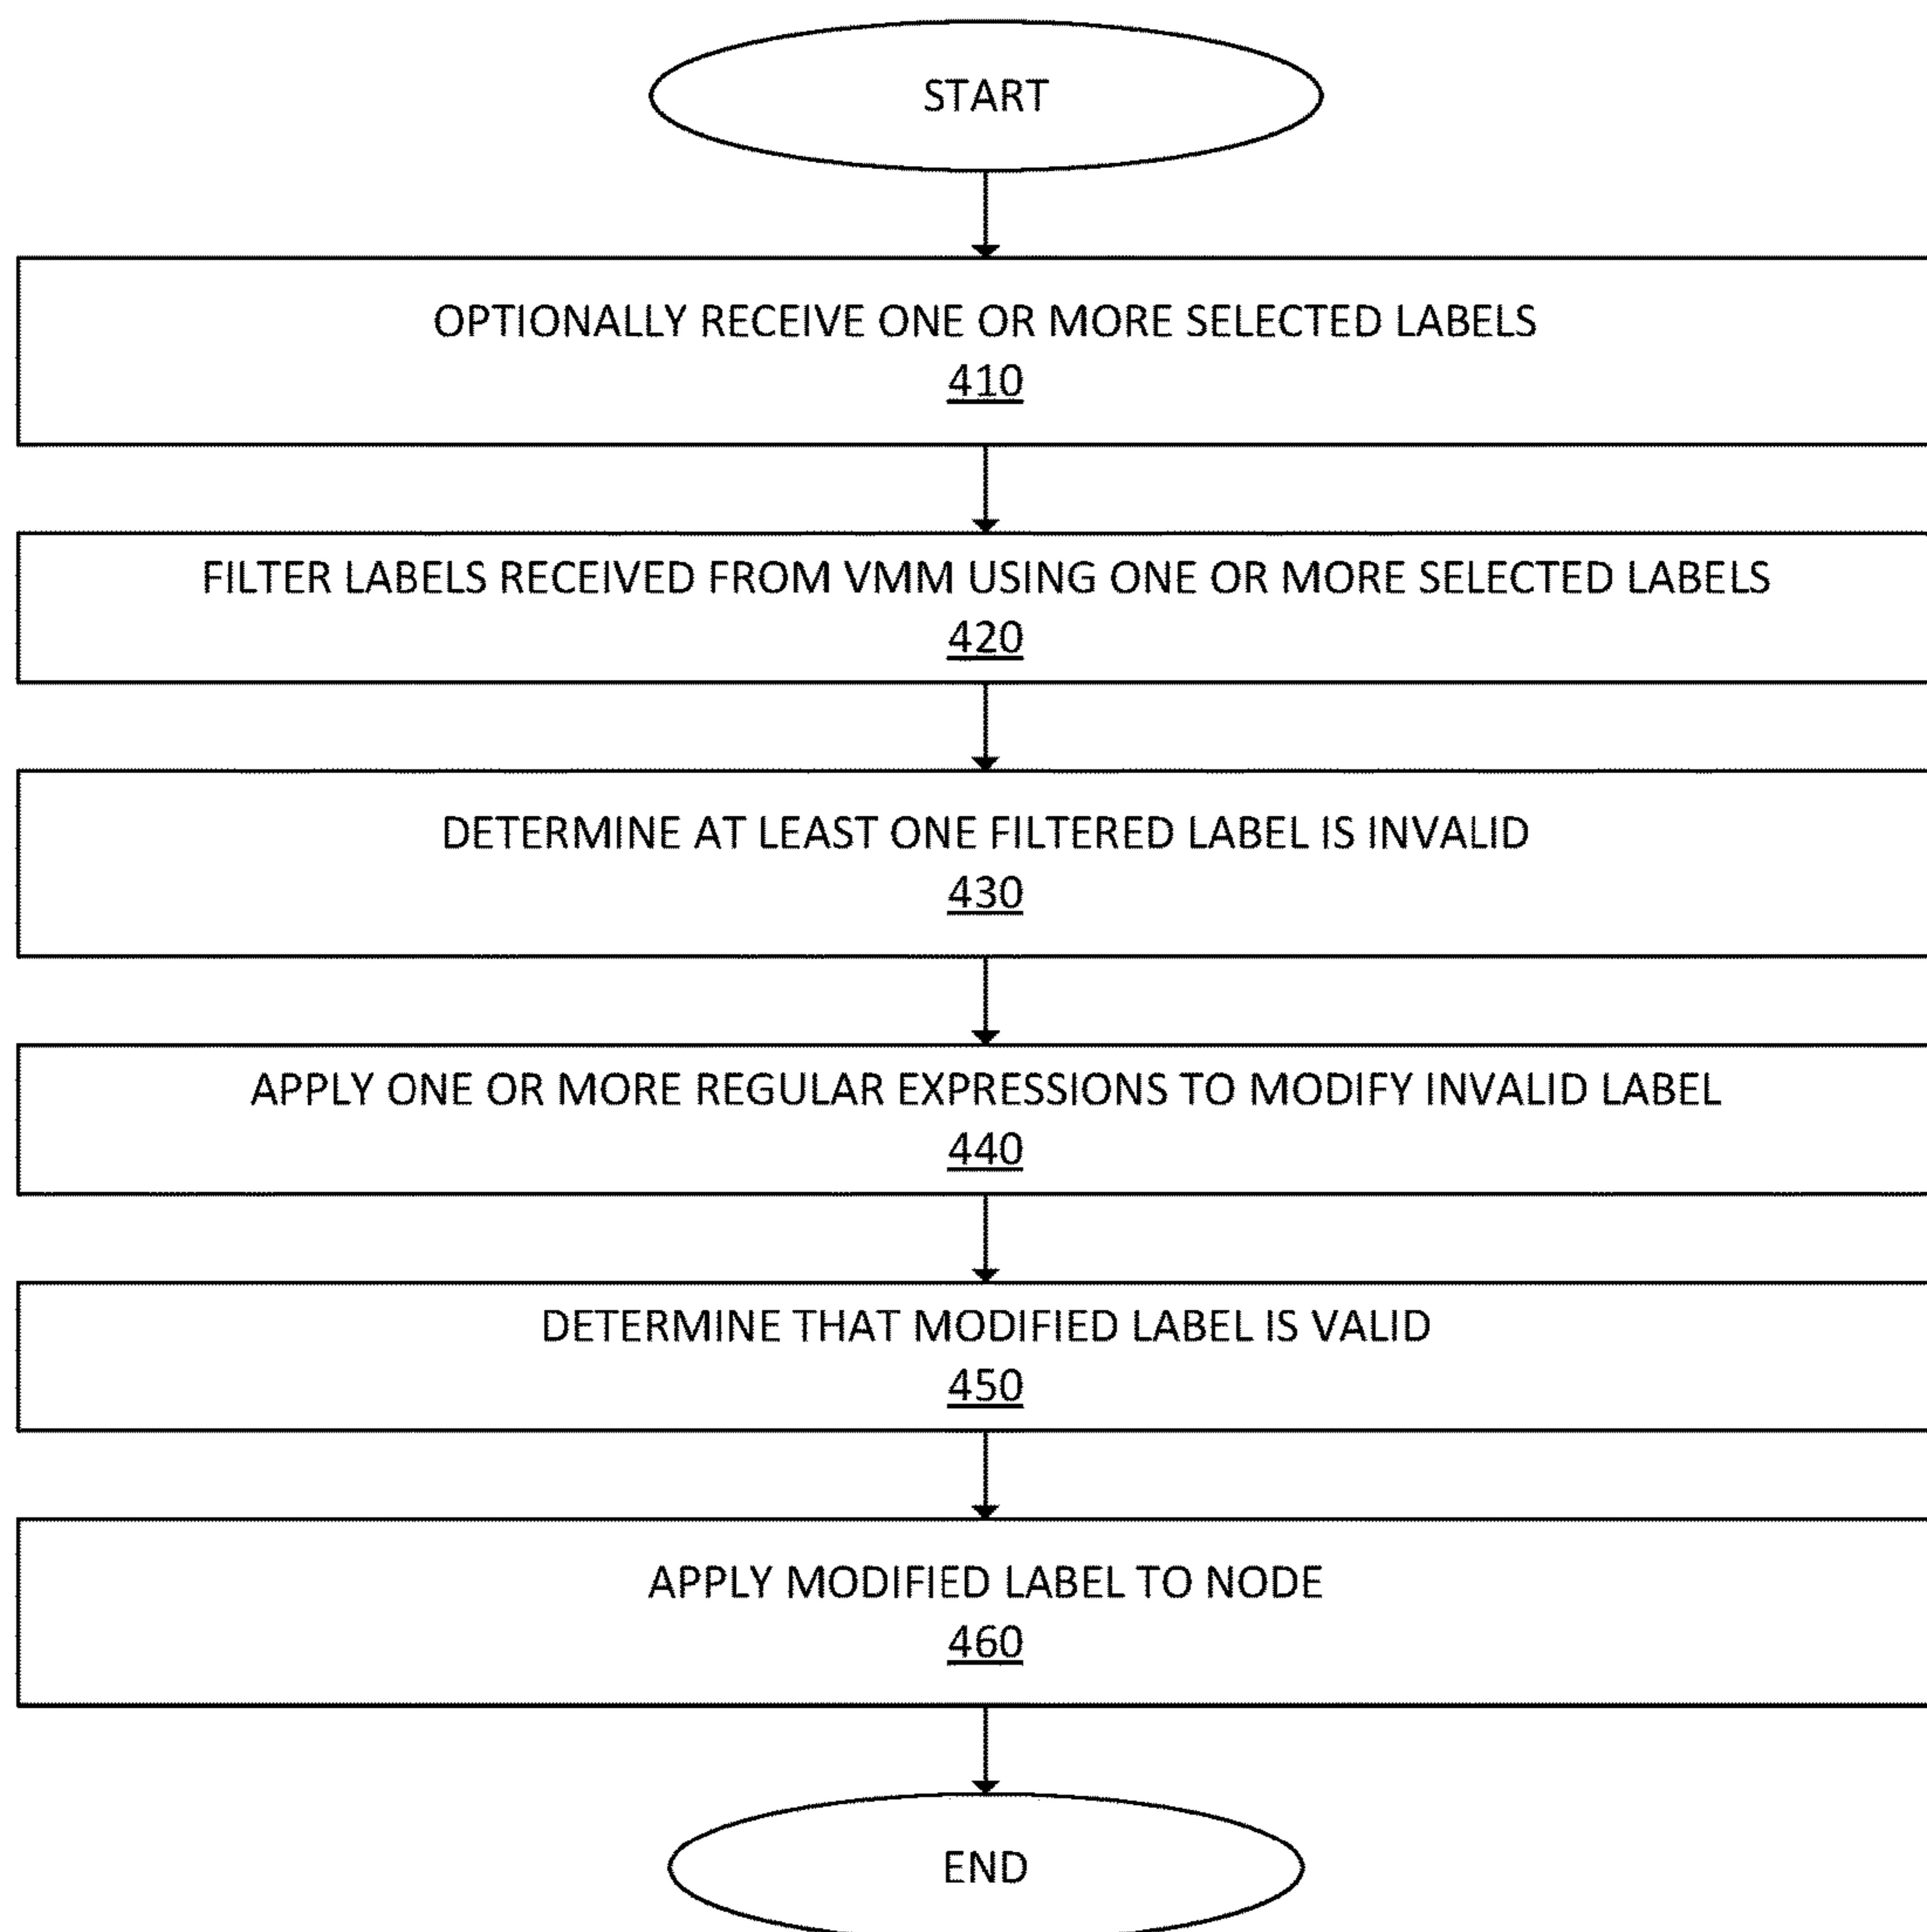 START
OPTIONALLY RECEIVE ONE OR MORE SELECTED LABELS
410
FILTER LABELS RECEIVED FROM VMM USING ONE OR MORE SELECTED LABELS
420
DETERMINE AT LEAST ONE FILTERED LABEL IS INVALID
430
APPLY ONE OR MORE REGULAR EXPRESSIONS TO MODIFY INVALID LABEL
440
DETERMINE THAT MODIFIED LABEL IS VALID
450
APPLY MODIFIED LABEL TO NODE
460
END